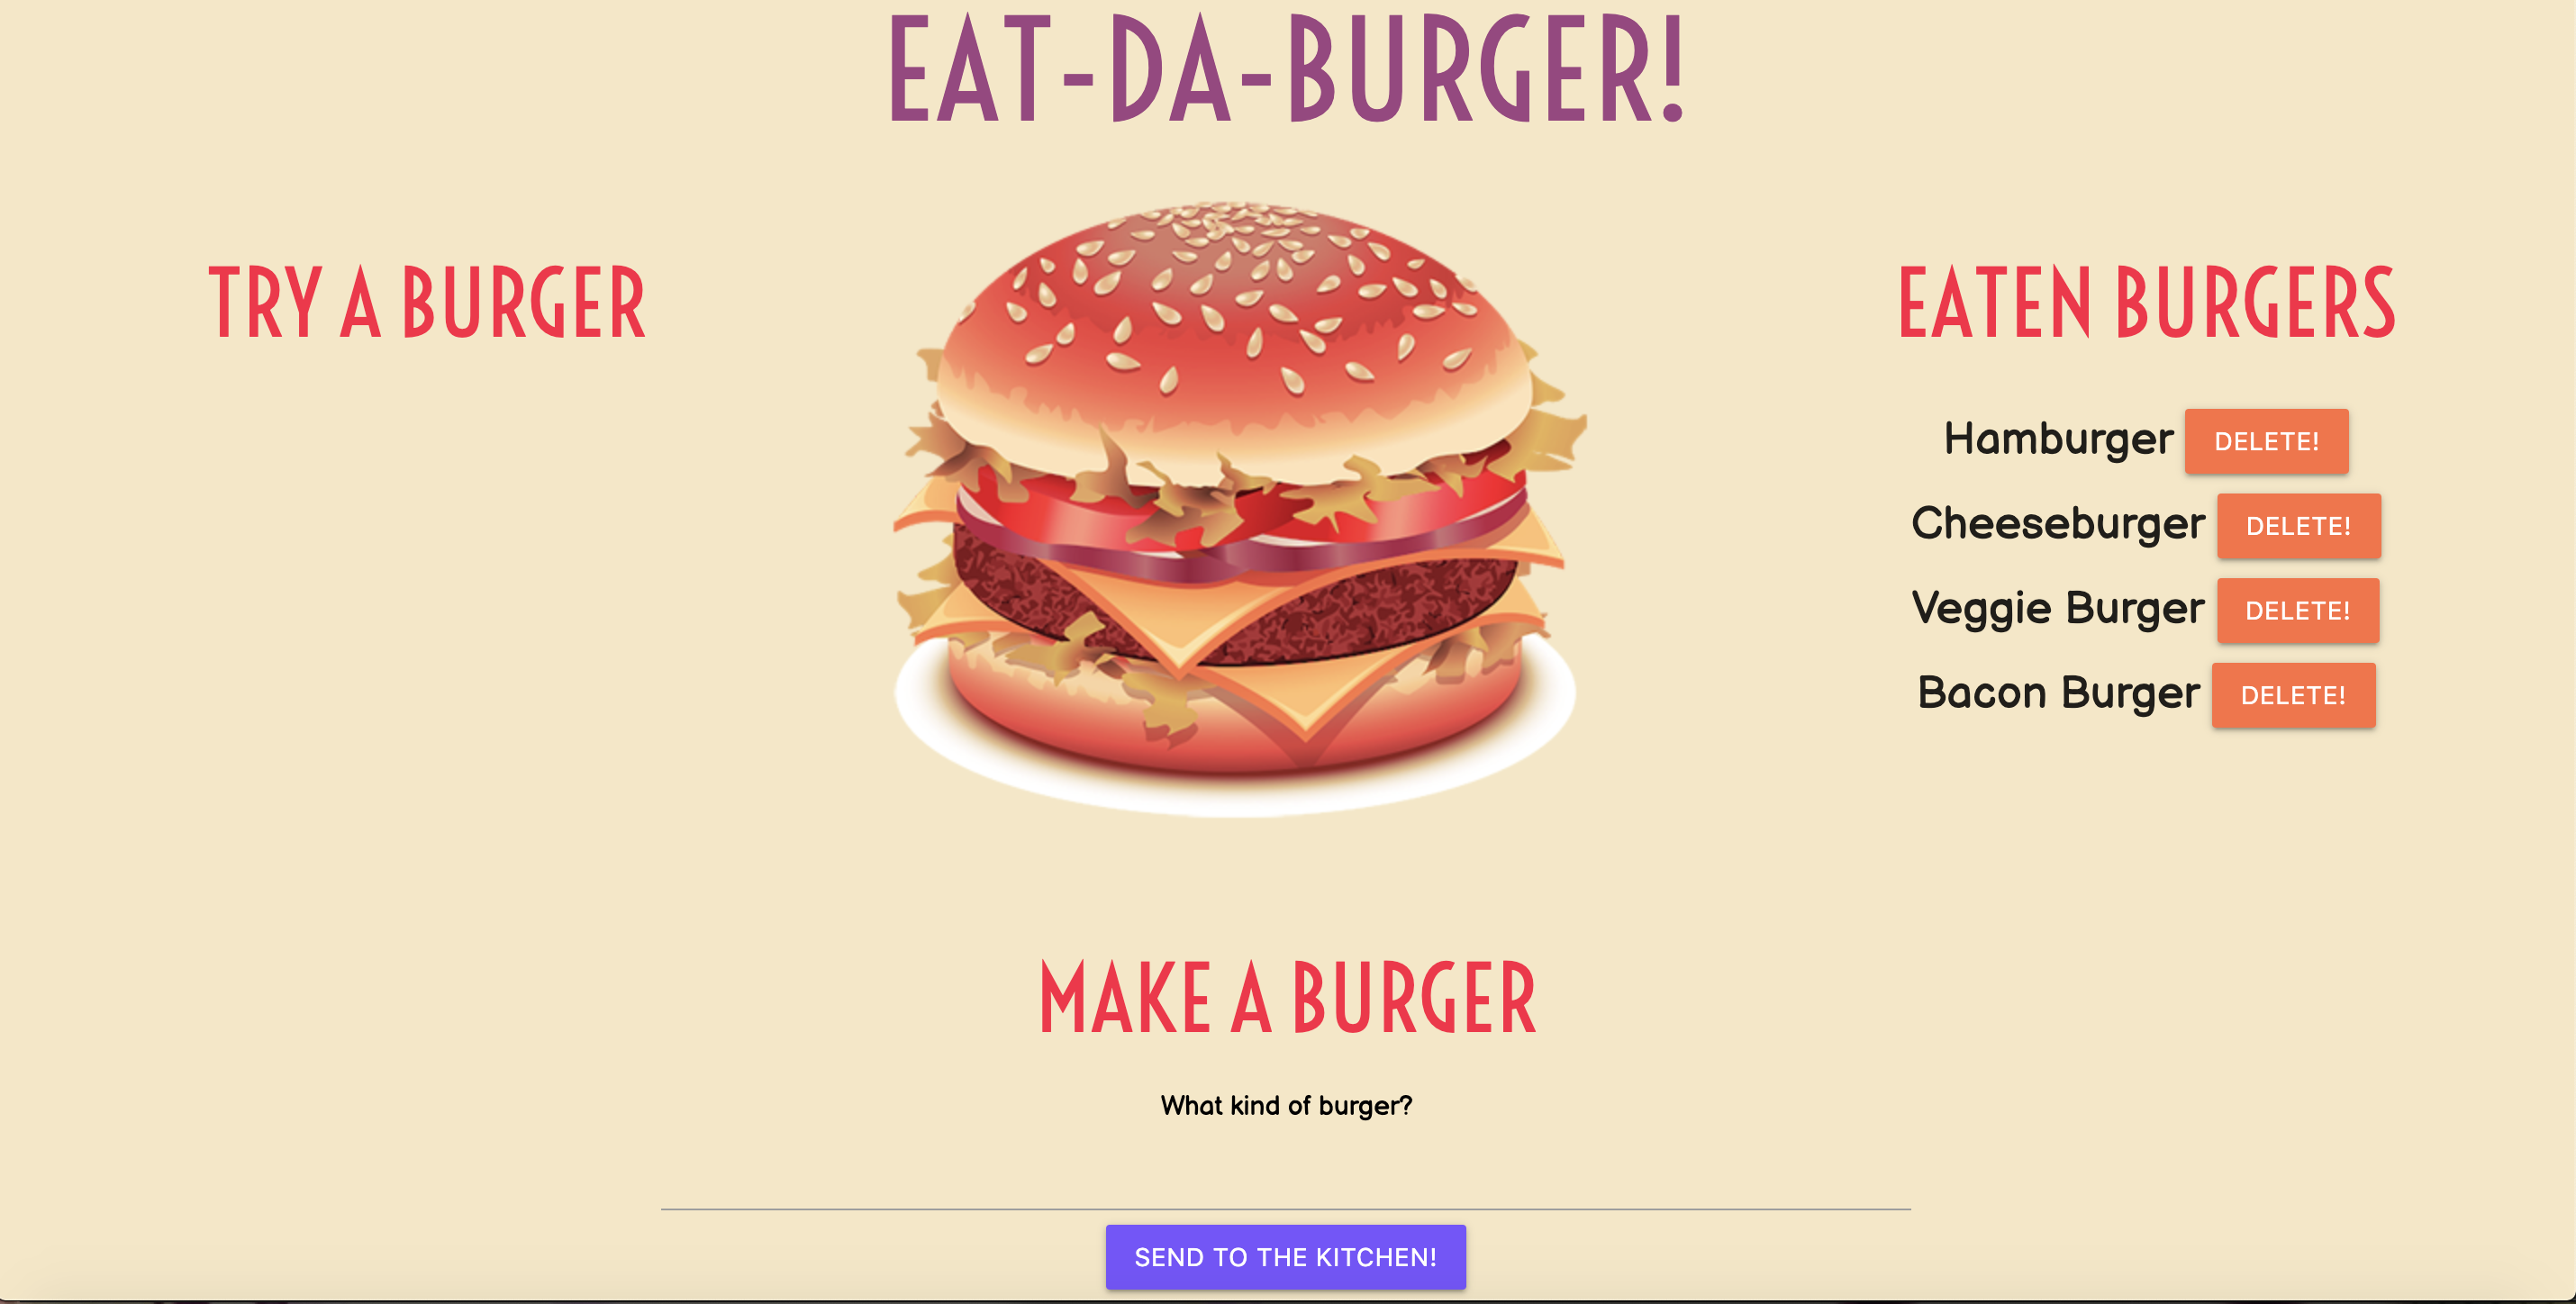 EAT-DA-BURGER!
TRY A BURGER
EATEN BURGERS
Hamburger DELETE!
Cheeseburger DELETE!
Veggie Burger DELETE!
Bacon Burger DELETE!
MAKE A BURGER
What kind of burger?
SEND TO THE KITCHEN!